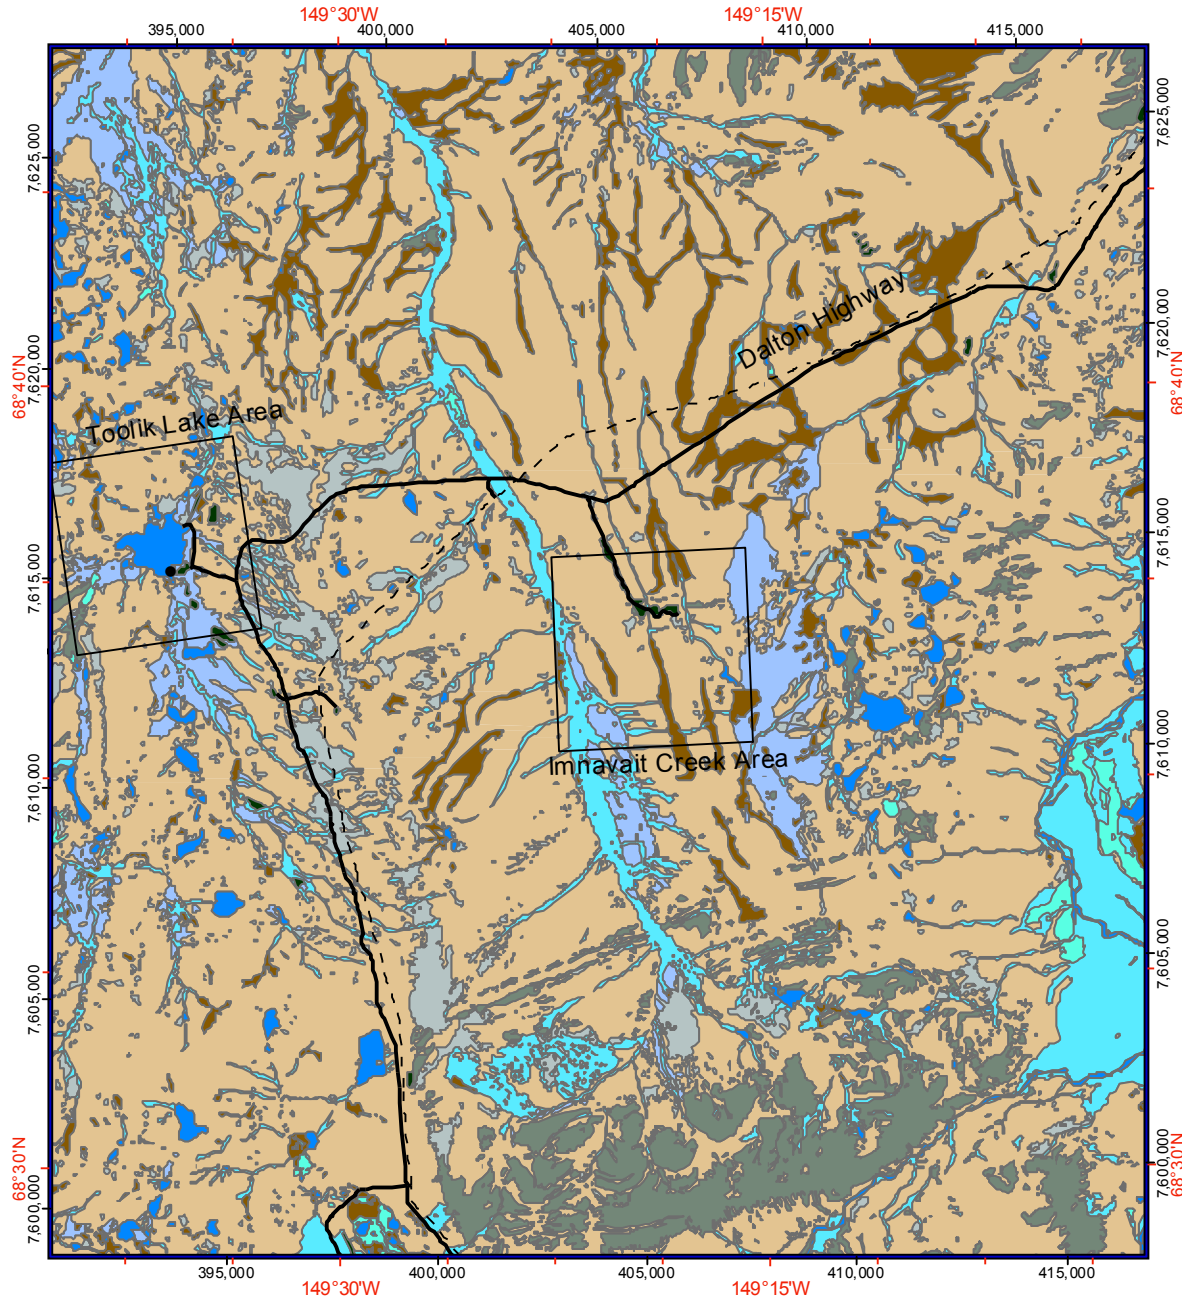 149°30'W 149°15'W
395,000 400,000 405,000 410,000 415,000
7,625,000
7,625,000
Dalton Highway
7,620,000
7,620,000
68°40'N
68°40'N
Toolik Lake Area
7,615,000
7,615,000
7,610,000
Imnavait Creek Area
7,610,000
7,605,000
7,605,000
68°30'N
68°30'N
7,600,000
7,600,000
395,000 400,000 405,000 410,000 415,000
149°30'W 149°15'W